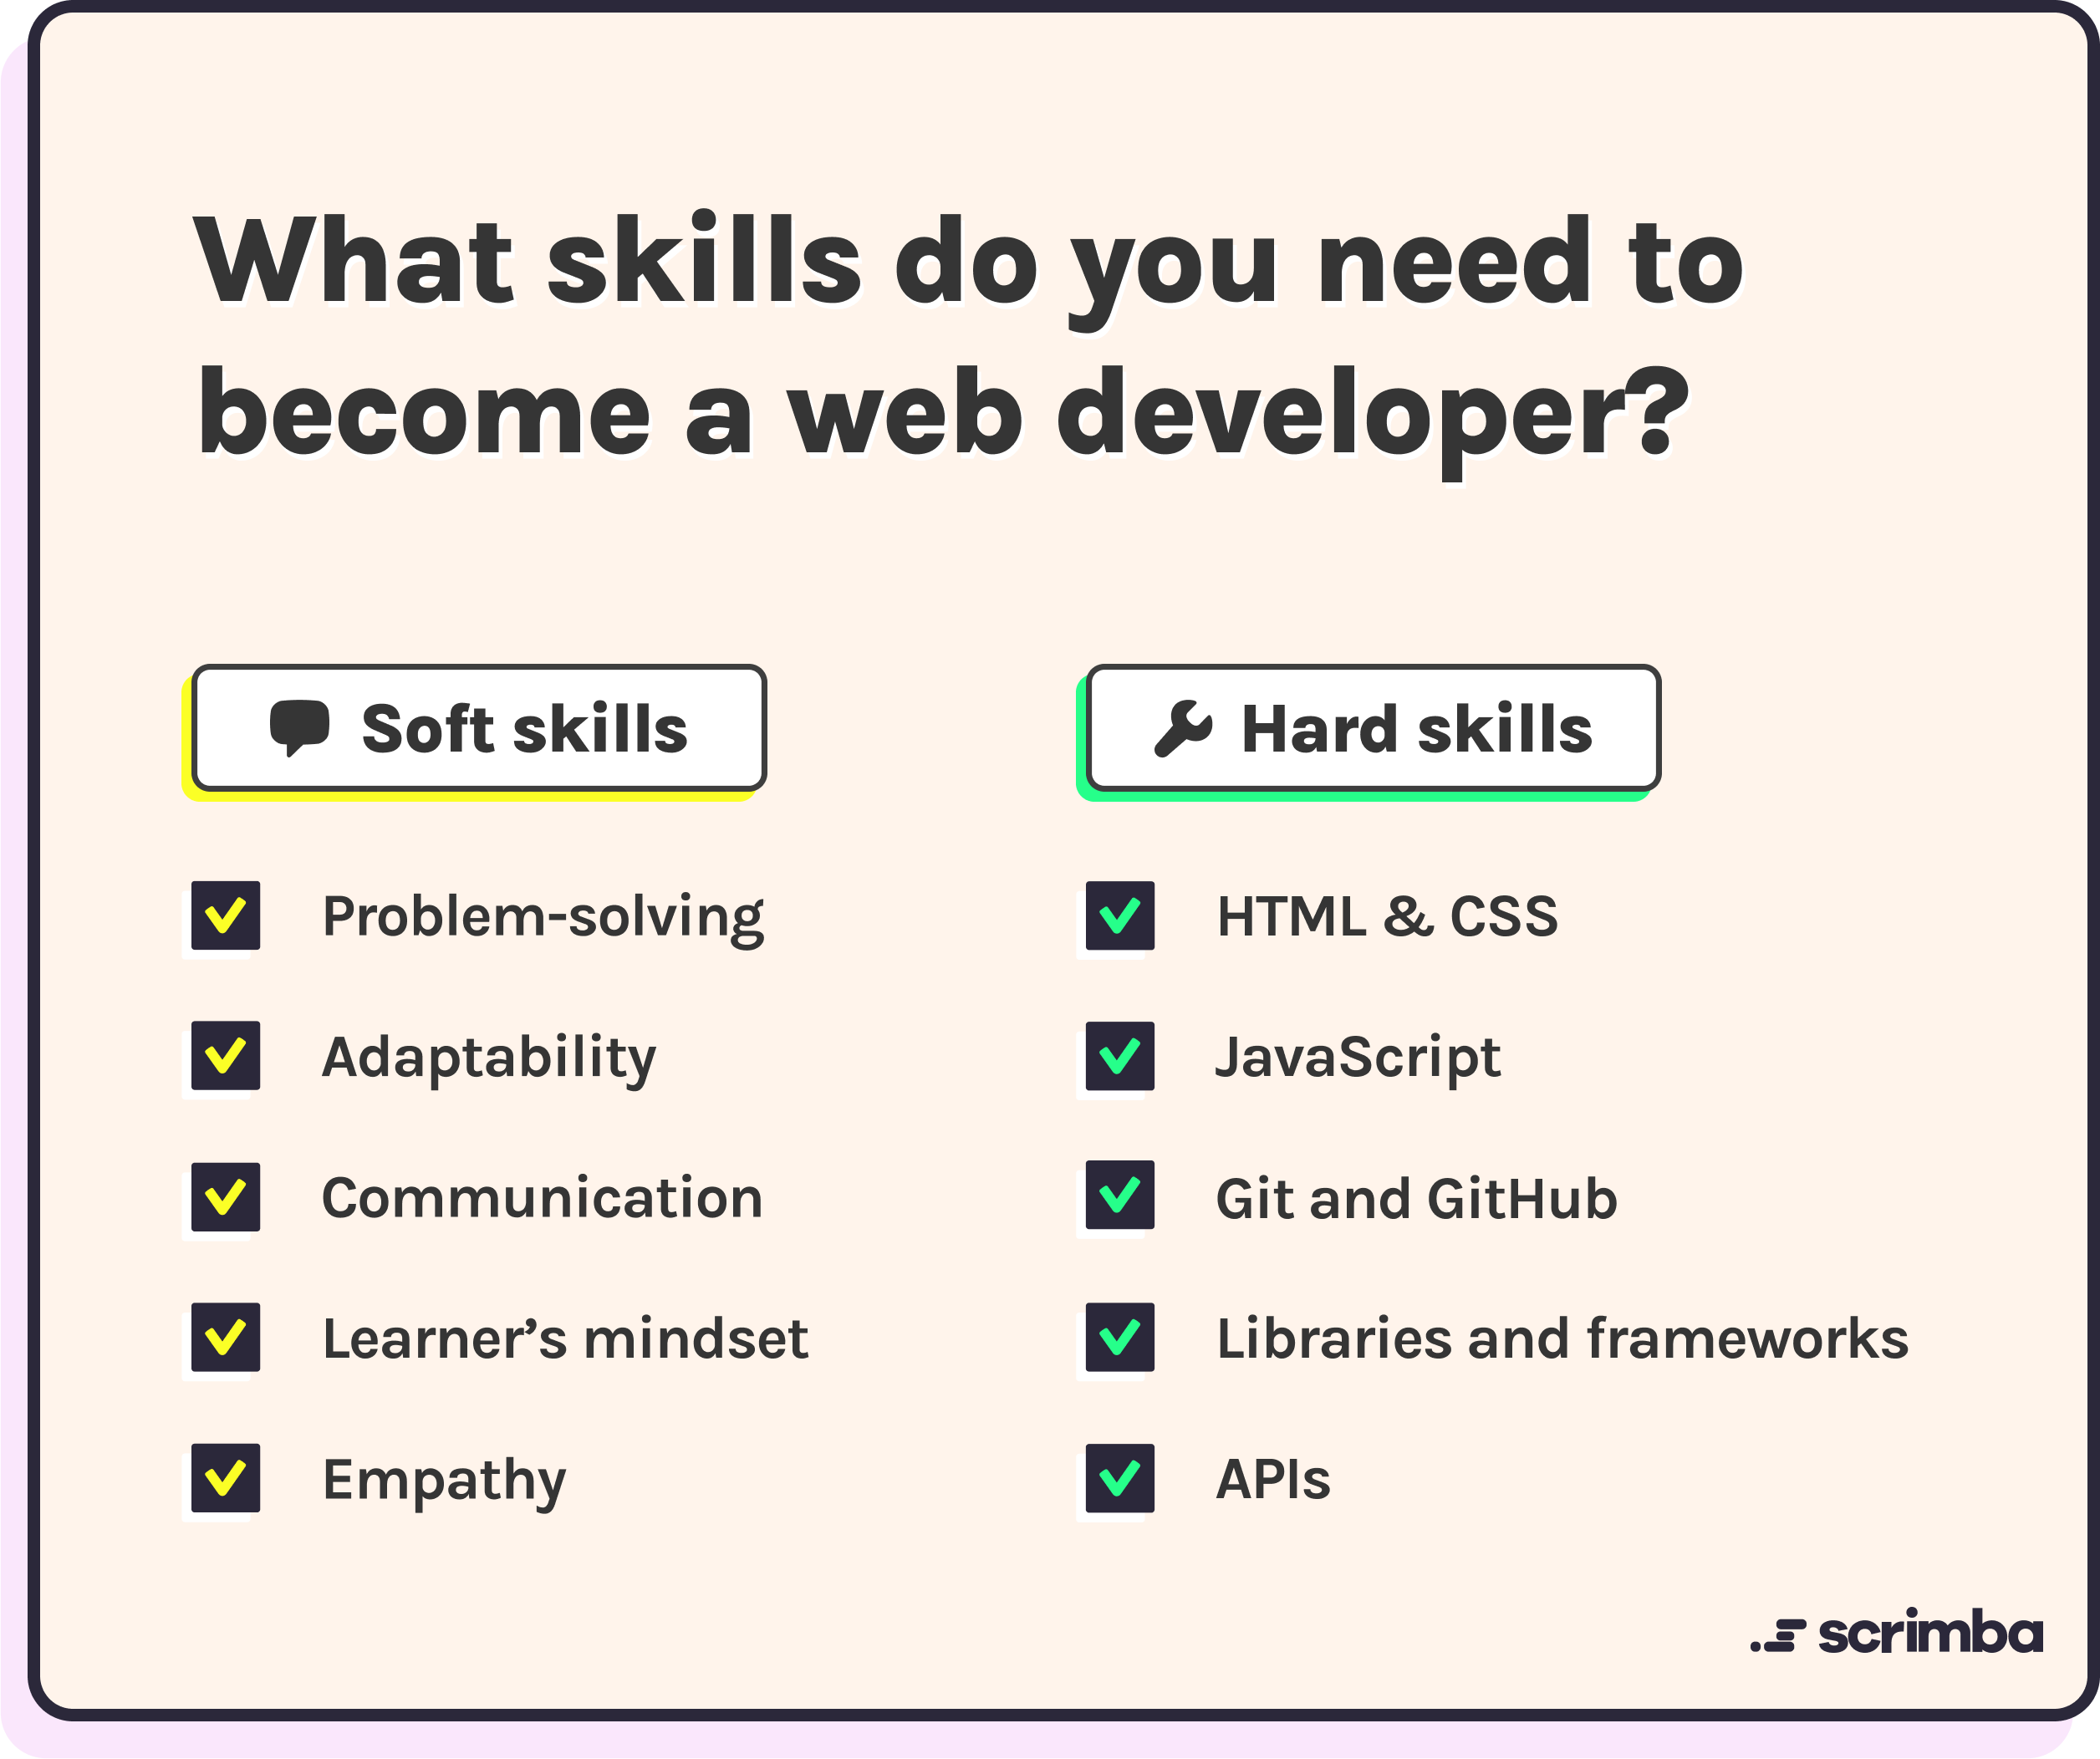 What skills do you need to
become a web developer?
Soft skills
Problem-solving
Adaptability
Communication
Learner’s mindset
Empathy
Hard skills
HTML & CSS
JavaScript
Git and GitHub
Libraries and frameworks
APIs
scrimba